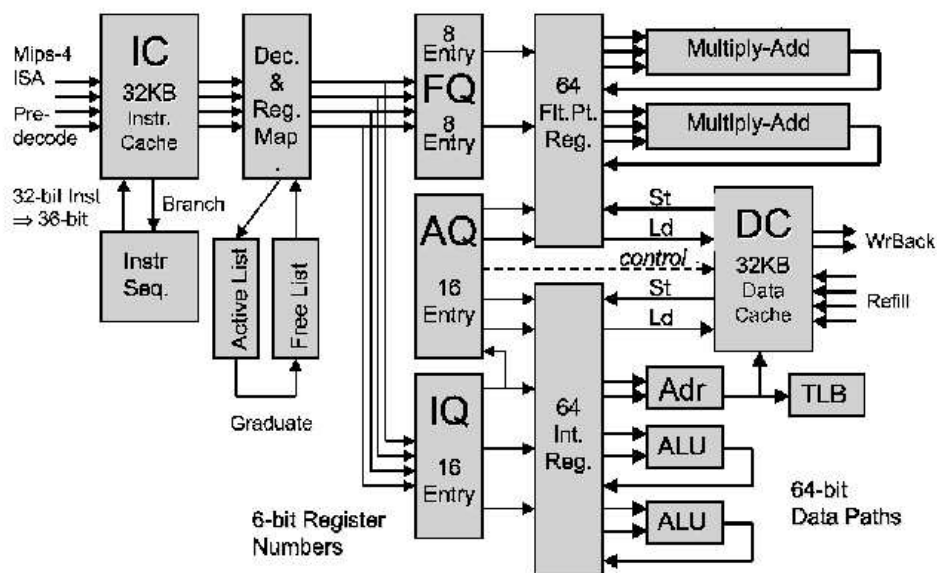 Mips-4
ISA
Pre-
decode
IC
32KB
Instr.
Cache
Dec.
&
Reg.
Map
8
Entry
FQ
8
Entry
64
Flt.Pt.
Reg.
Multiply-Add
Multiply-Add
32-bit Inst
⇒ 36-bit
Branch
Instr
Seq.
Active List
Free List
Graduate
AQ
16
Entry
St
Ld
control
St
Ld
DC
32KB
Data
Cache
WrBack
Refill
IQ
16
Entry
64
Int.
Reg.
Adr
TLB
ALU
ALU
6-bit Register
Numbers
64-bit
Data Paths